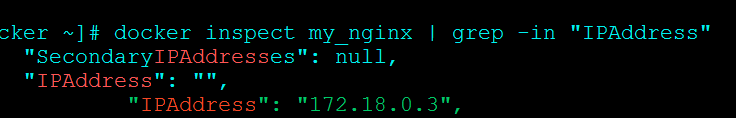 cker ~]# docker inspect my_nginx | grep -in "IPAddress"
"SecondaryIPAddresses": null,
"IPAddress": "",
"IPAddress": "172.18.0.3",